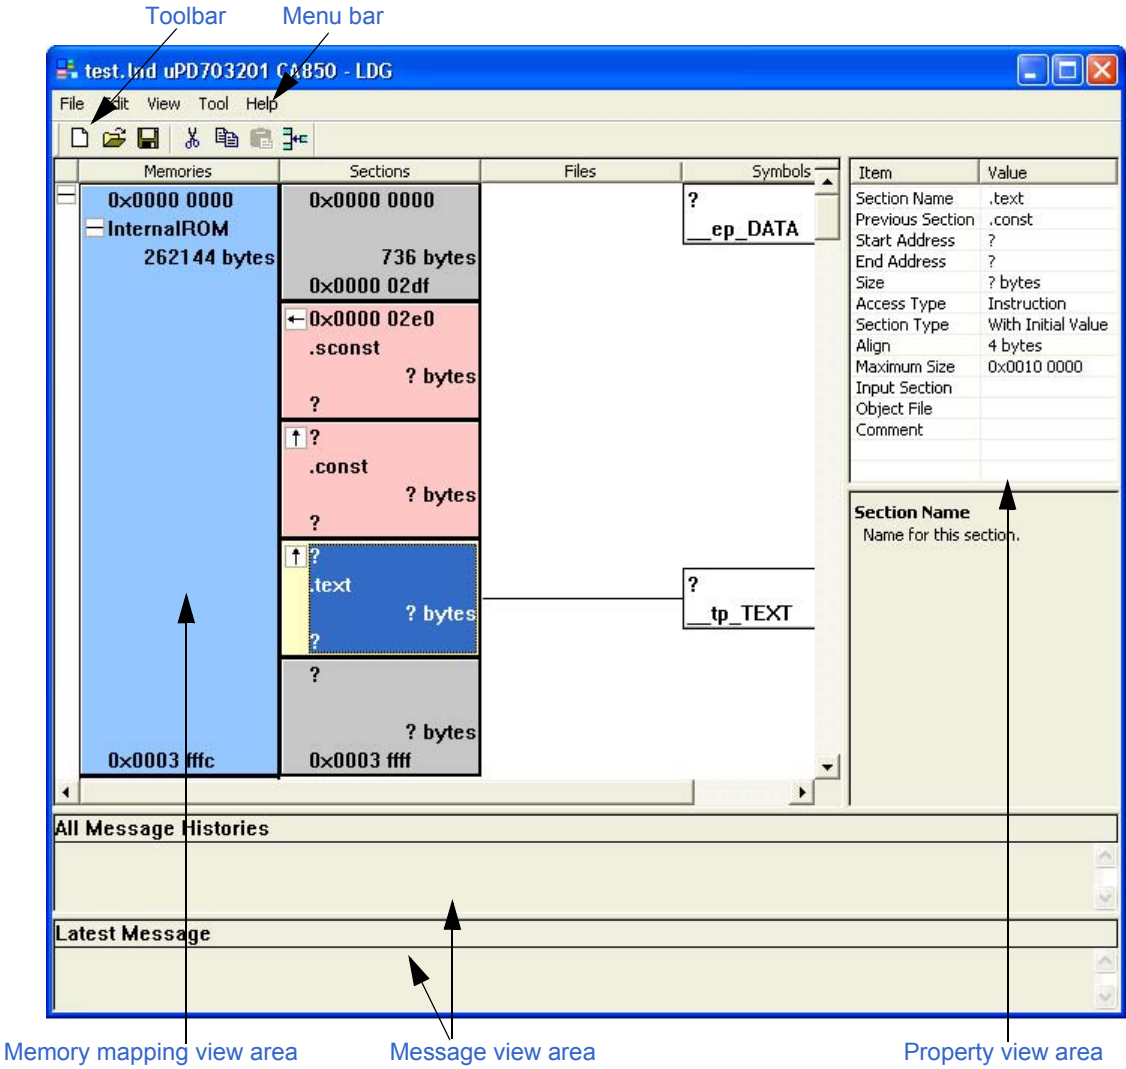 Toolbar
Menu bar
test.lnd uPD703201 CA850 - LDG
File Edit View Tool Help
Memories Sections Files Symbols
0x0000 0000
InternalROM
262144 bytes
0x0003 fffc
0x0000 0000
736 bytes
0x0000 02df
0x0000 02e0
.sconst
? bytes
?
?
.const
? bytes
?
?
.text
? bytes
?
?
? bytes
0x0003 ffff
?
__ep_DATA
?
__tp_TEXT
Item Value
Section Name .text
Previous Section .const
Start Address ?
End Address ?
Size ? bytes
Access Type Instruction
Section Type With Initial Value
Align 4 bytes
Maximum Size 0x0010 0000
Input Section
Object File
Comment
Section Name
Name for this section.
All Message Histories
Latest Message
Memory mapping view area
Message view area
Property view area